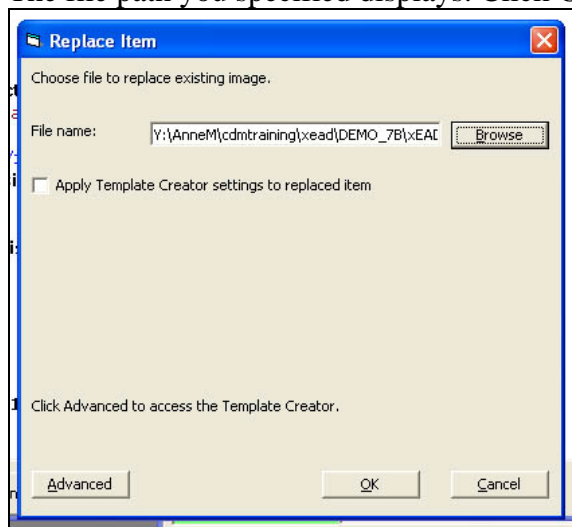 The file path you specified displays. Click
Replace Item
Choose file to replace existing image.
File name: Y:\AnneM\cdmtraining\xead\DEMO_7B\xEAD Browse
Apply Template Creator settings to replaced item
Click Advanced to access the Template Creator.
Advanced OK Cancel